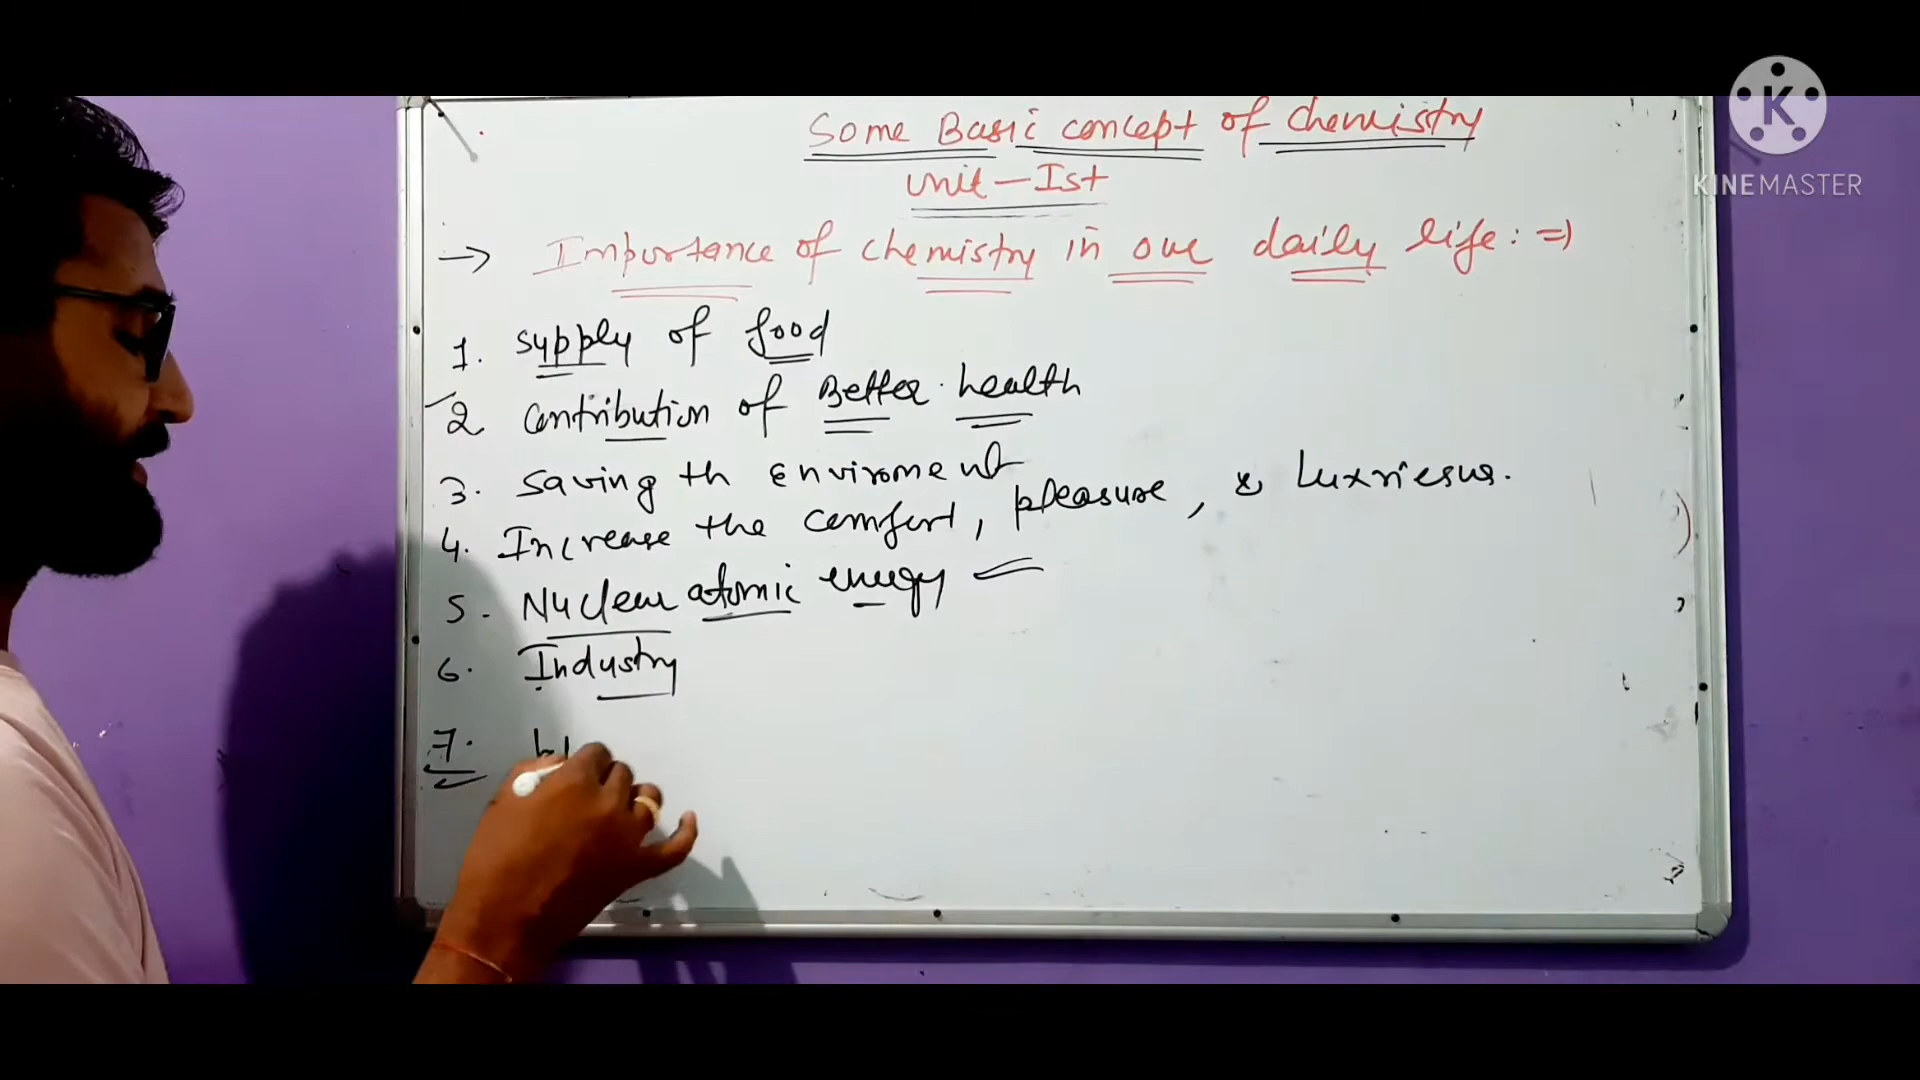 K
KINEMASTER
Some Basic concept of chemistry
unit-Ist
→ Importance of chemistry in our daily life: ⇒
1. supply of food
2 contribution of Better health
3. saving th enviroment
4. Increase the comfort, pleasure, & luxriesus.
5. Nuclear atomic energy
6. Industry
7.